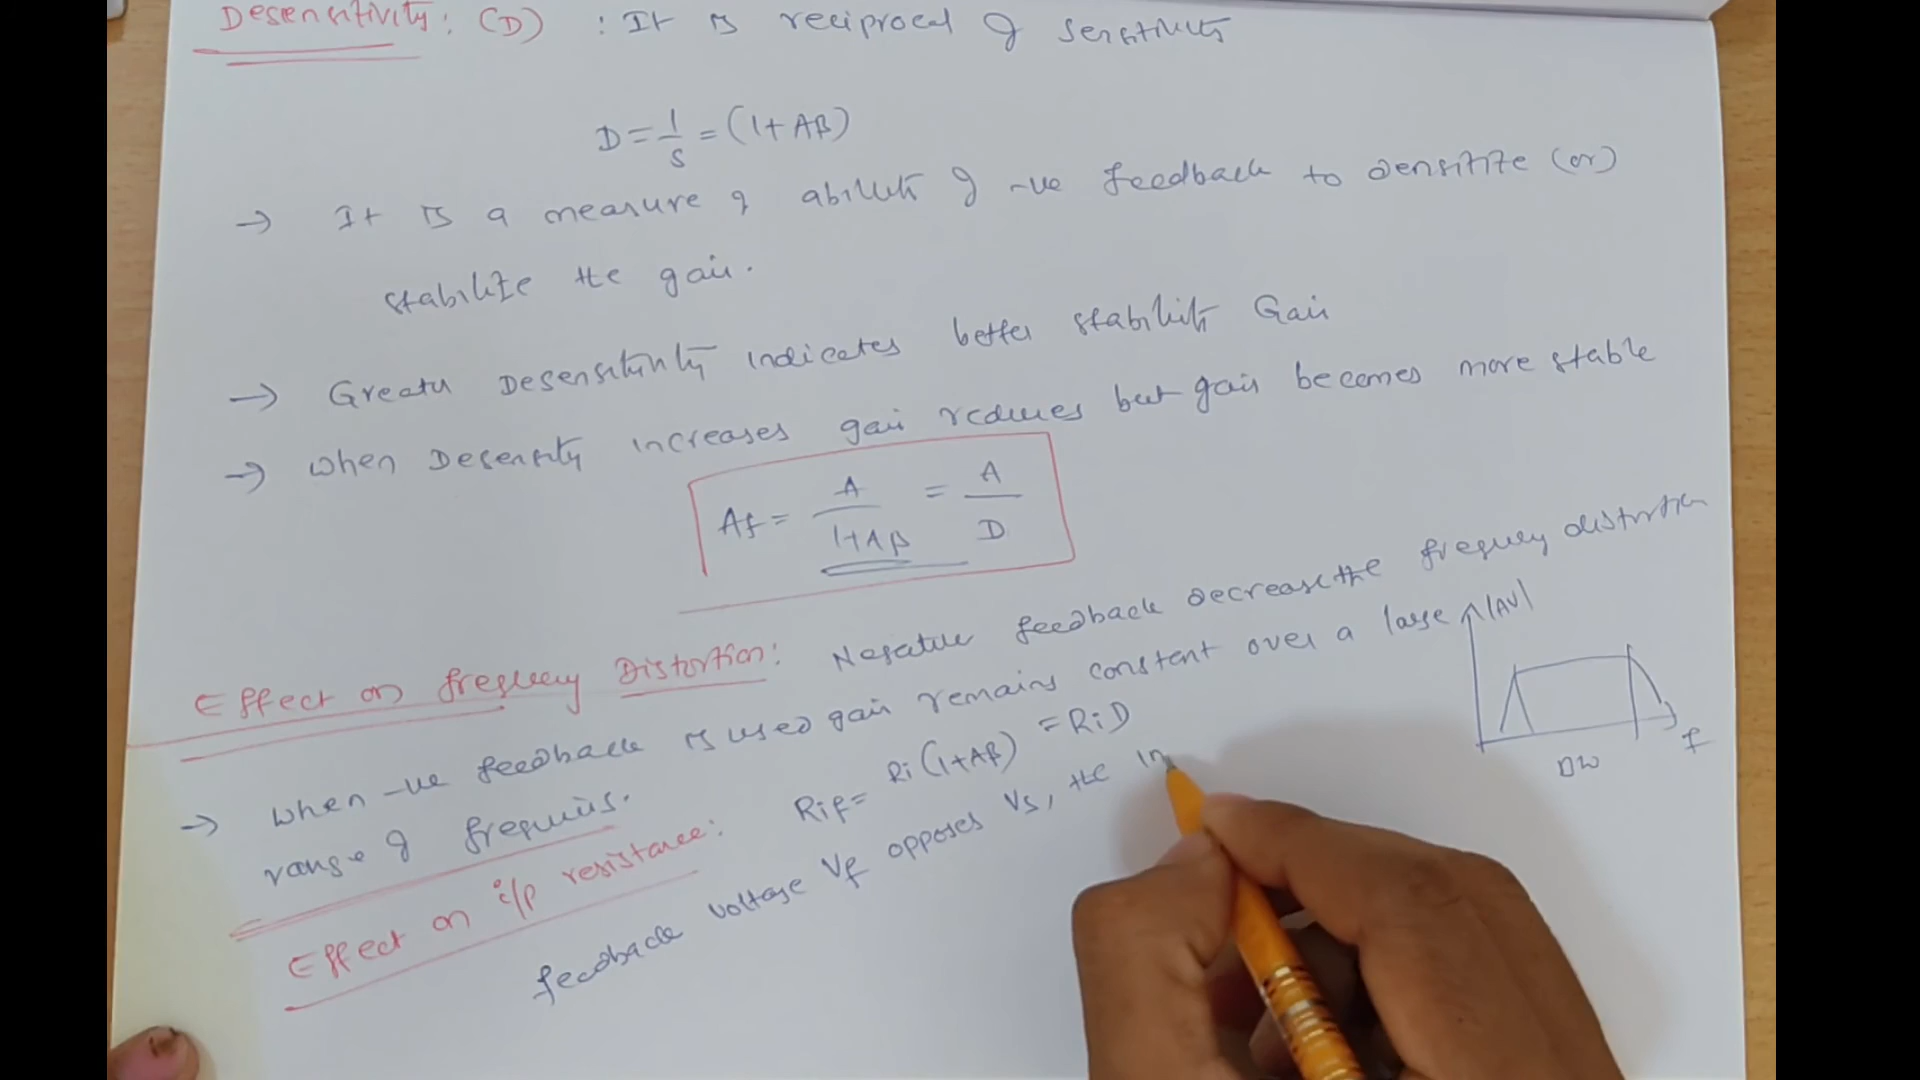 Desensitivity: (D) : It is reciprocal of sensitivity
D = 1/S = (1+Aβ)
→ It is a measure of ability of -ve feedback to densitize (or)
stabilize the gain.
→ Greater Desensitivity indicates better stability Gain
→ when Desensity increases gain reduces but gain becomes more stable
Af = A/(1+Aβ) = A/D
Effect on frequency Distortion: Negative feedback decrease the frequency distortion
→ when -ve feedback is used gain remains constant over a large
range of frequencies.
|AV|
f
BW
Effect on i/p resistance: Rif = Ri(1+Aβ) = RiD
feedback voltage Vf opposes Vs, the in